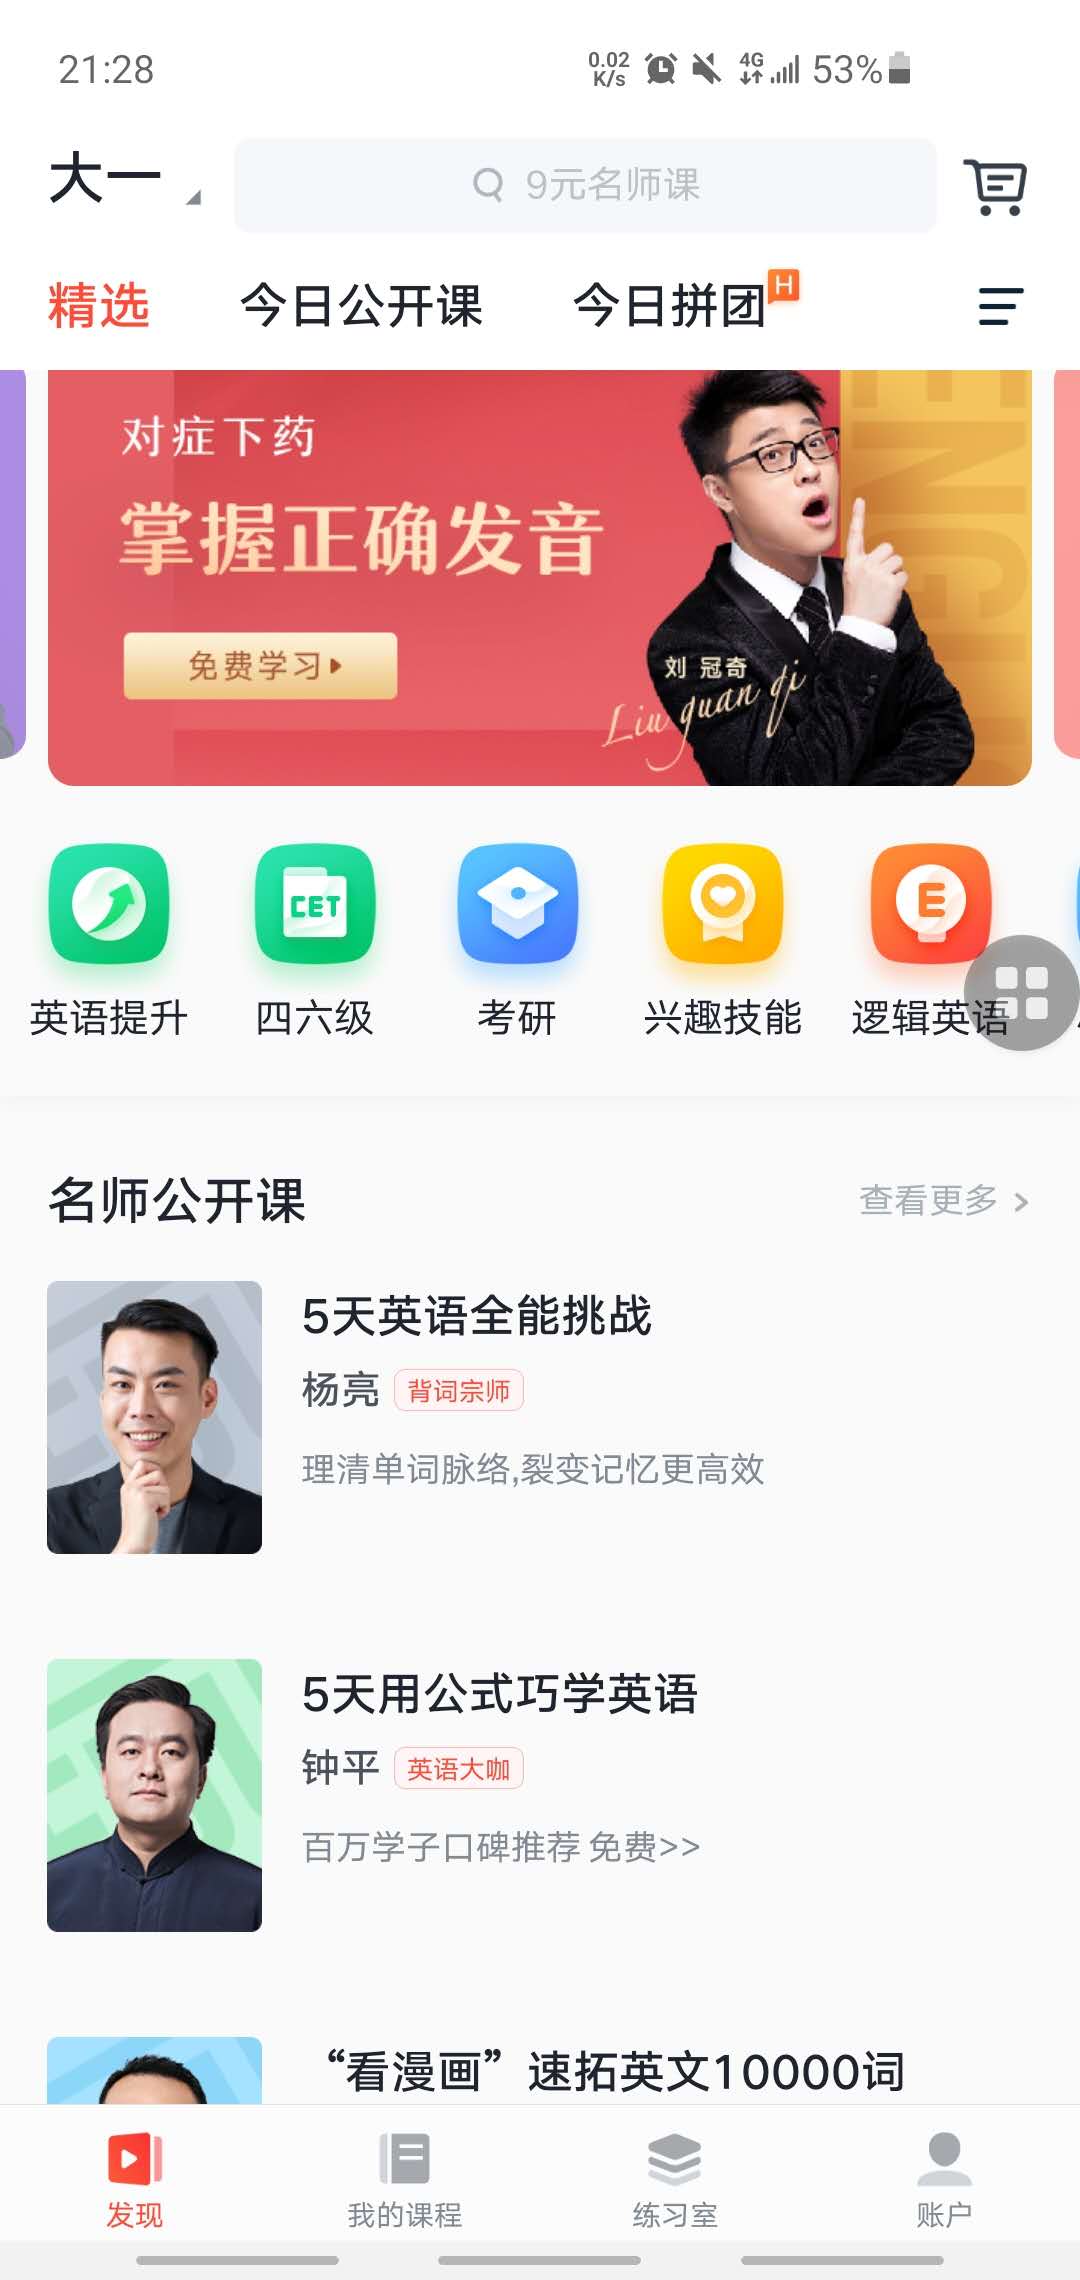 21:28
0.02
K/s
4G
53%
大一
9元名师课
精选
今日公开课
今日拼团
H
对症下药
掌握正确发音
免费学习
刘 冠奇
Liu guan qi
CET
E
英语提升
四六级
考研
兴趣技能
逻辑英语
名师公开课
查看更多 >
5天英语全能挑战
杨亮
背词宗师
理清单词脉络,裂变记忆更高效
5天用公式巧学英语
钟平
英语大咖
百万学子口碑推荐 免费>>
“看漫画”速拓英文10000词
发现
我的课程
练习室
账户